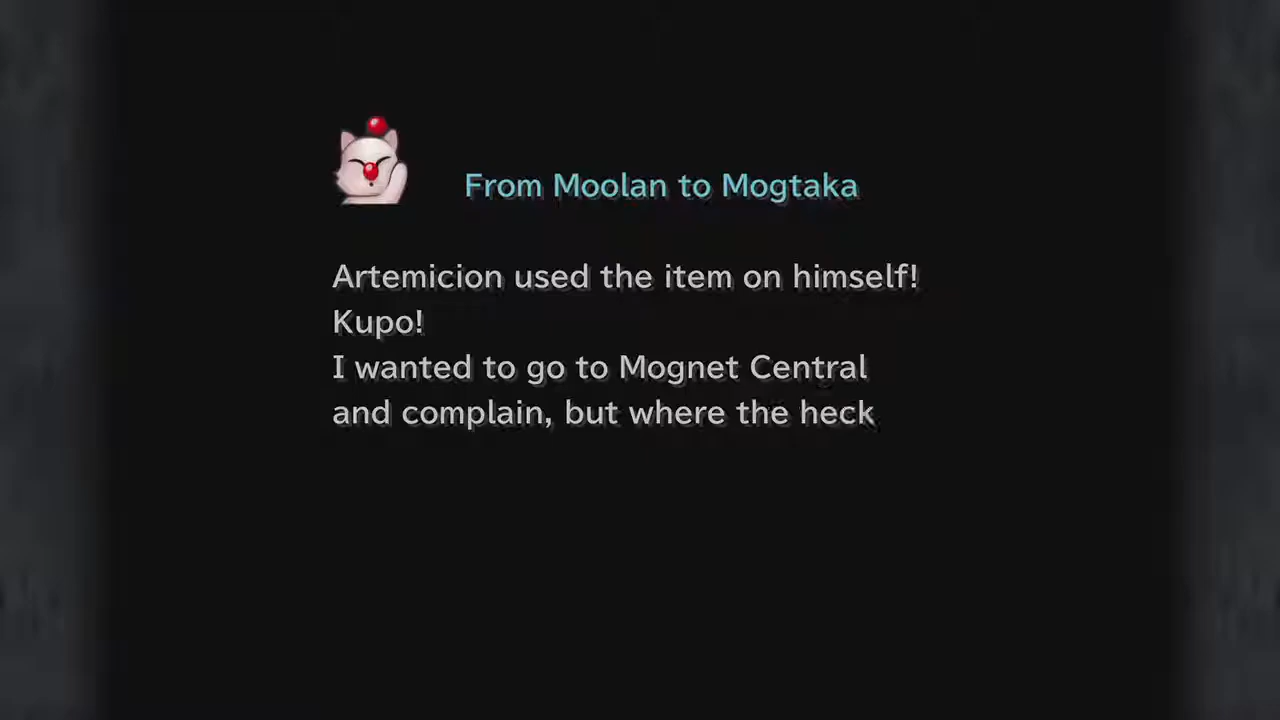 From Moolan to Mogtaka
Artemicion used the item on himself!
Kupo!
I wanted to go to Mognet Central
and complain, but where the heck